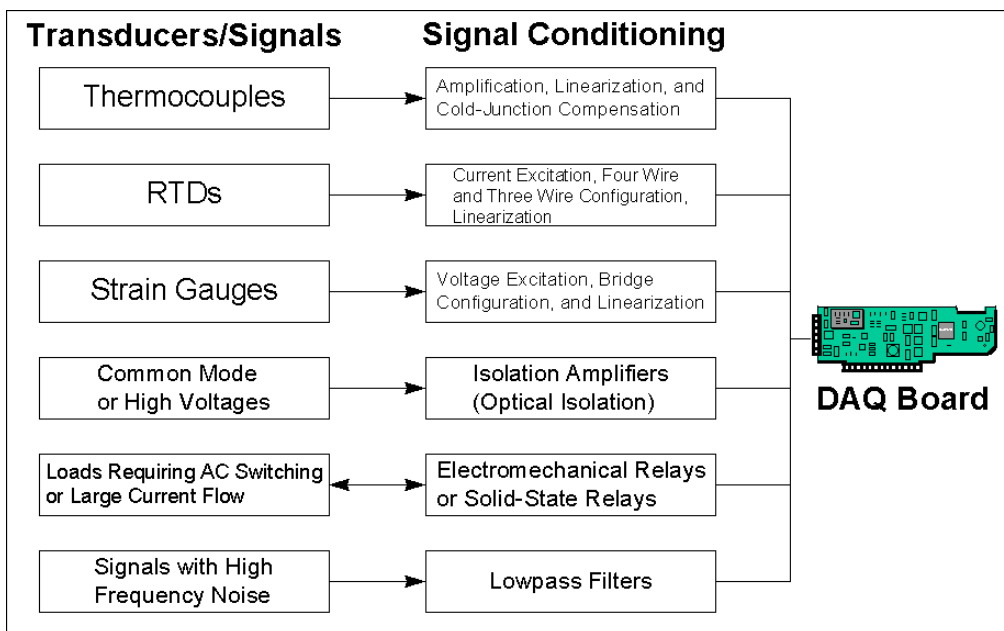 Transducers/Signals
Signal Conditioning
Thermocouples
Amplification, Linearization, and
Cold-Junction Compensation
RTDs
Current Excitation, Four Wire
and Three Wire Configuration,
Linearization
Strain Gauges
Voltage Excitation, Bridge
Configuration, and Linearization
Common Mode
or High Voltages
Isolation Amplifiers
(Optical Isolation)
Loads Requiring AC Switching
or Large Current Flow
Electromechanical Relays
or Solid-State Relays
Signals with High
Frequency Noise
Lowpass Filters
DAQ Board